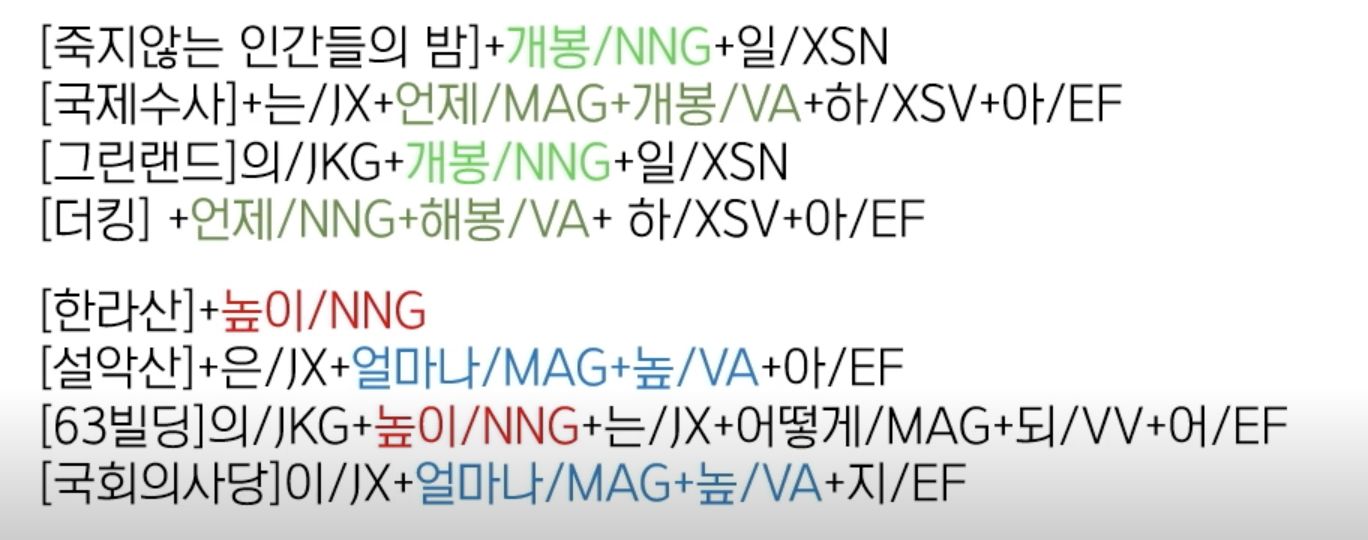 [죽지않는 인간들의 밤]+개봉/NNG+일/XSN
[국제수사]+는/JX+언제/MAG+개봉/VA+하/XSV+아/EF
[그린랜드]의/JKG+개봉/NNG+일/XSN
[더킹] +언제/NNG+해봉/VA+ 하/XSV+아/EF
[한라산]+높이/NNG
[설악산]+은/JX+얼마나/MAG+높/VA+아/EF
[63빌딩]의/JKG+높이/NNG+는/JX+어떻게/MAG+되/VV+어/EF
[국회의사당]이/JX+얼마나/MAG+높/VA+지/EF